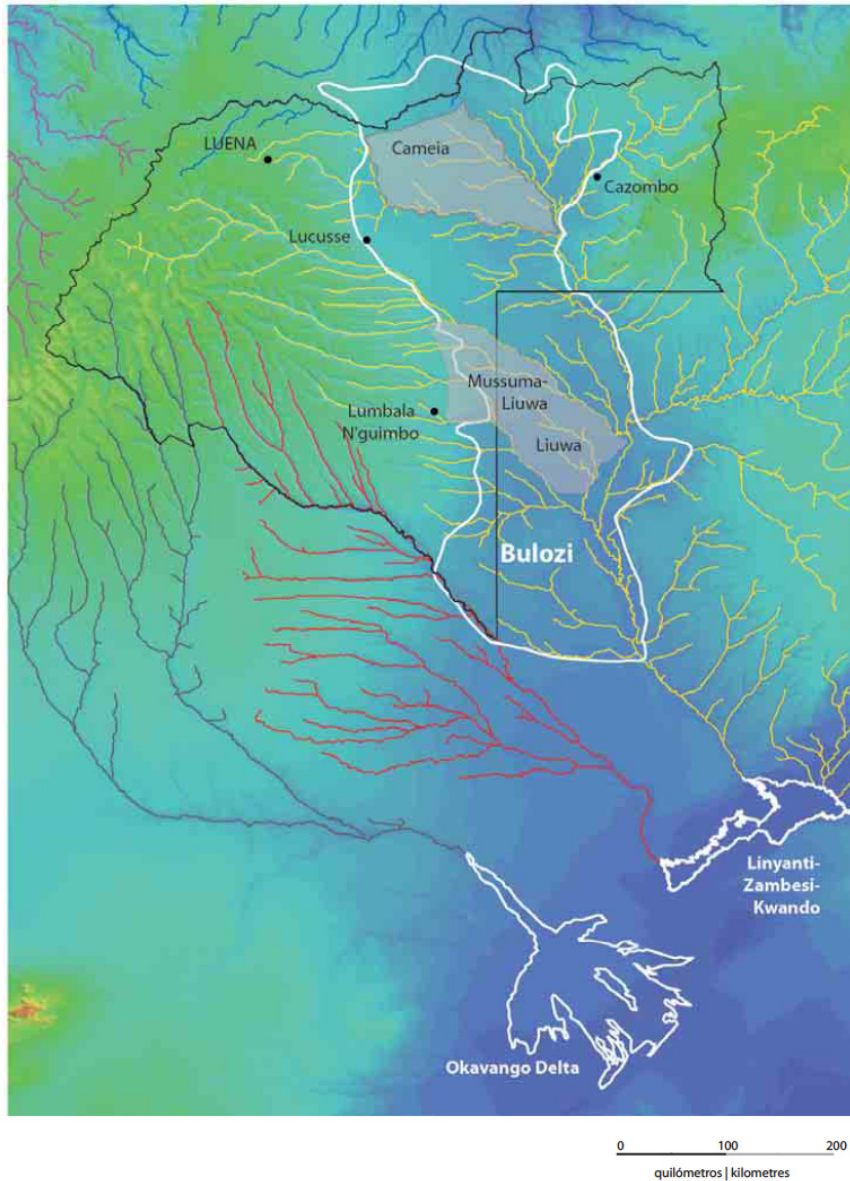 LUENA
Cameia
Cazombo
Lucusse
Mussuma-
Liuwa
Lumbala
N'guimbo
Liuwa
Bulozi
Linyanti-
Zambesi-
Kwando
Okavango Delta
0 100 200
quilómetros | kilometres